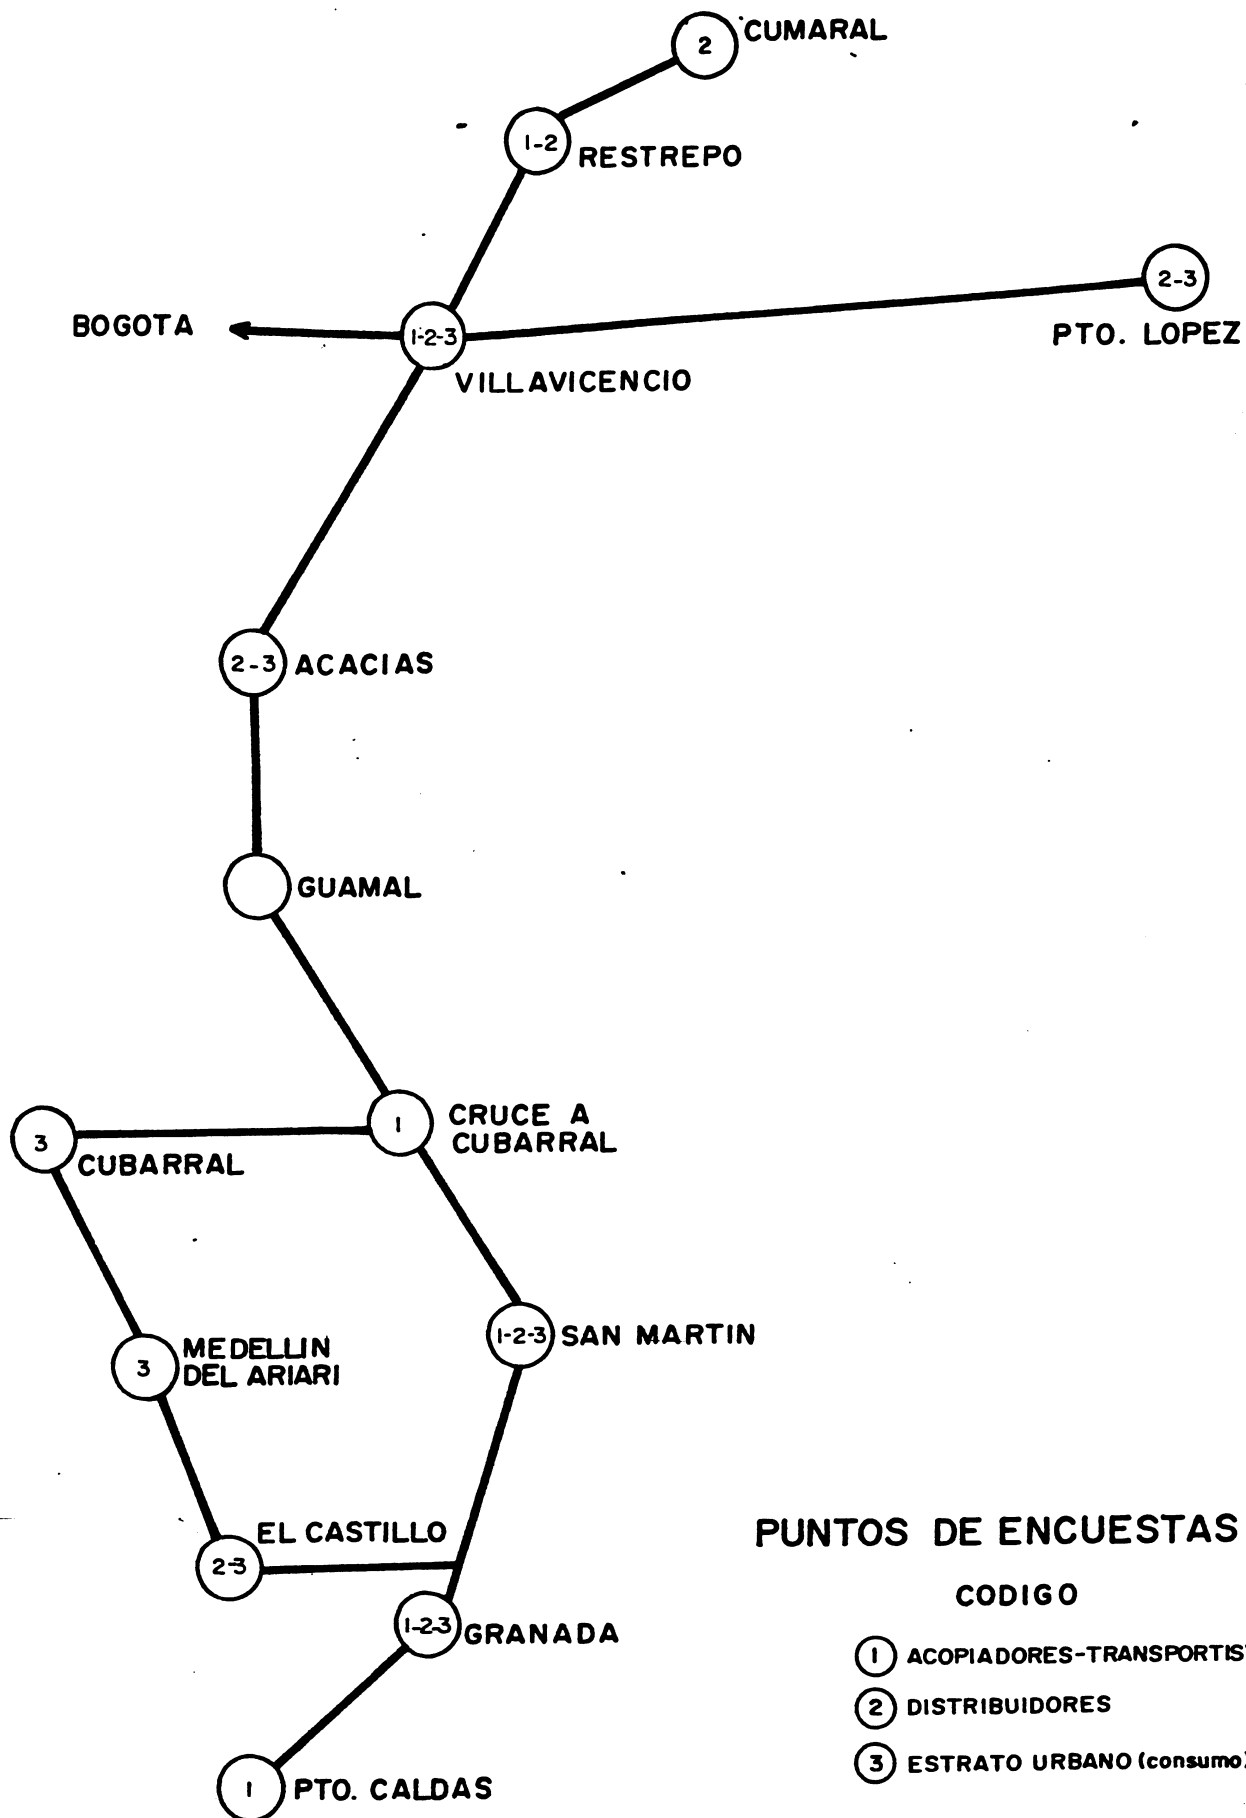 2 CUMARAL
1-2 RESTREPO
2-3
PTO. LOPEZ
BOGOTA
1-2-3
VILLAVICENCIO
2-3 ACACIAS
GUAMAL
1 CRUCE A
CUBARRAL
3
CUBARRAL
1-2-3 SAN MARTIN
3 MEDELLIN
DEL ARIARI
EL CASTILLO
2-3
1-2-3 GRANADA
1 PTO. CALDAS
PUNTOS DE ENCUESTAS
CODIGO
1 ACOPIADORES-TRANSPORTIS
2 DISTRIBUIDORES
3 ESTRATO URBANO (consumo)